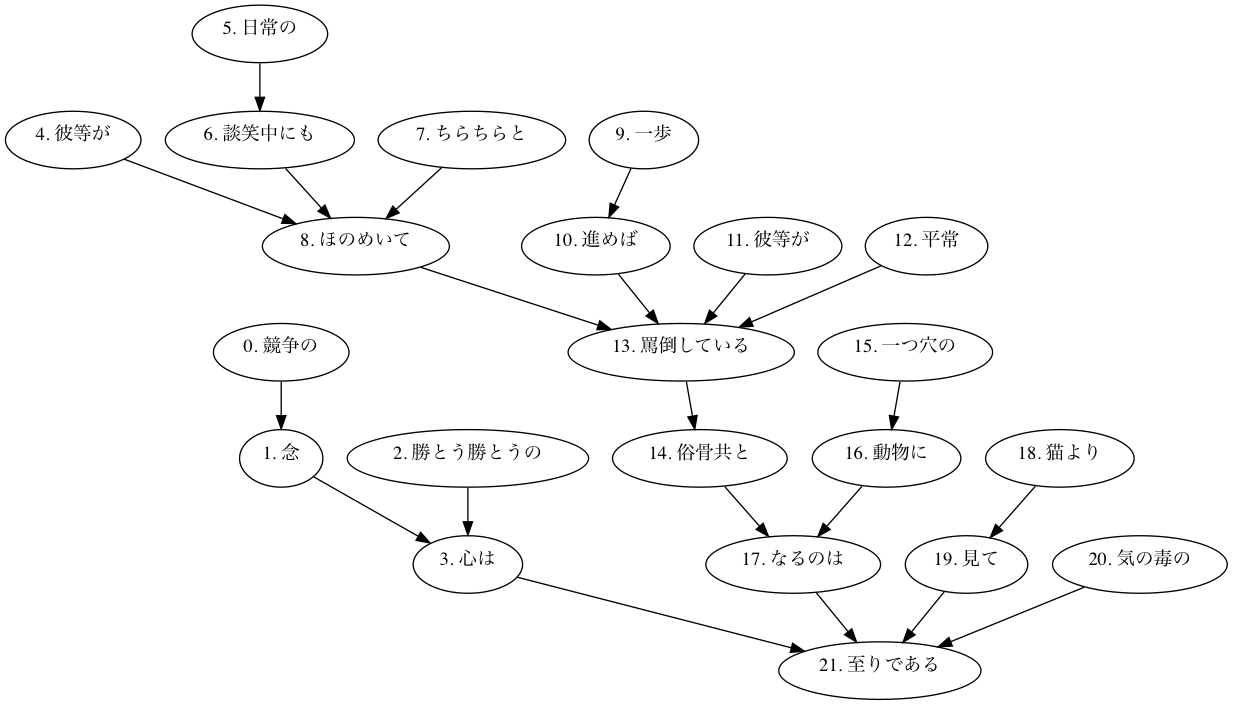 5. 日常の
4. 彼等が
6. 談笑中にも
7. ちらちらと
9. 一歩
8. ほのめいて
10. 進めば
11. 彼等が
12. 平常
0. 競争の
13. 罵倒している
15. 一つ穴の
1. 念
2. 勝とう勝とうの
14. 俗骨共と
16. 動物に
18. 猫より
3. 心は
17. なるのは
19. 見て
20. 気の毒の
21. 至りである